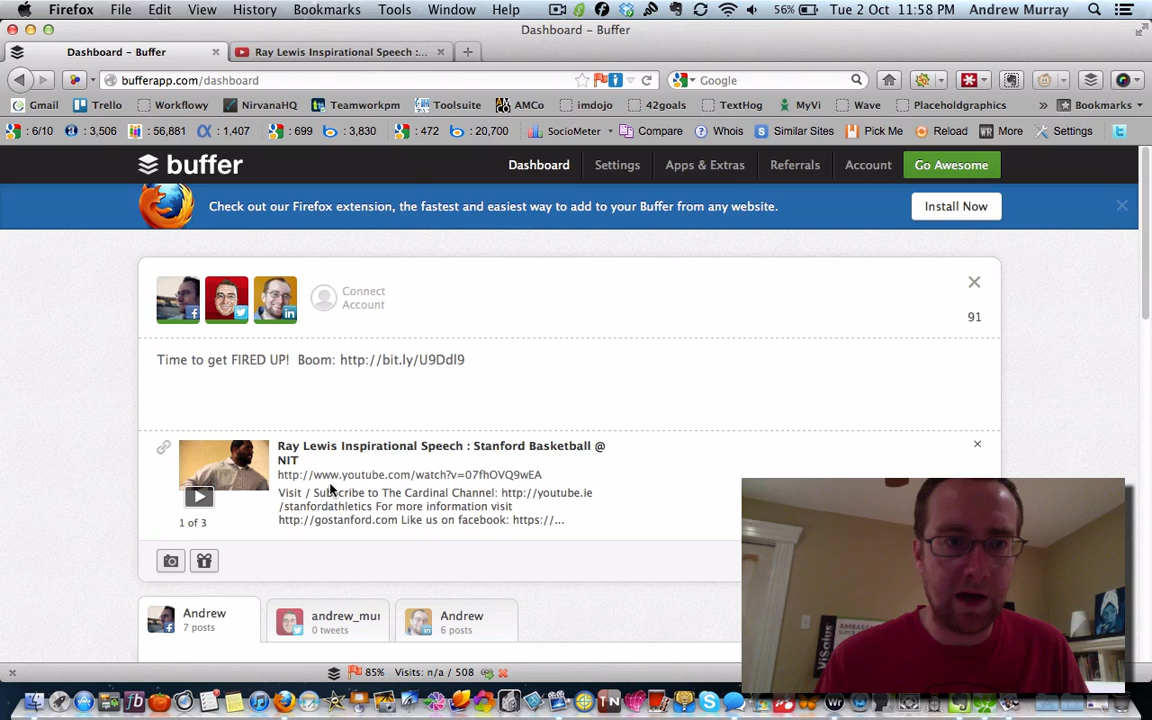 Firefox File Edit View History Bookmarks Tools Window Help 56% Tue 2 Oct 11:58 PM Andrew Murray
Dashboard - Buffer
Dashboard - Buffer Ray Lewis Inspirational Speech :...
bufferapp.com/dashboard Google
Gmail Trello Workflowy NirvanaHQ Teamworkpm Toolsuite AMCo imdojo 42goals TextHog MyVi Wave Placeholdgraphics » Bookmarks
: 6/10 : 3,506 : 56,881 : 1,407 : 699 : 3,830 : 472 : 20,700 SocioMeter Compare Whois Similar Sites Pick Me Reload WR More Settings
buffer Dashboard Settings Apps & Extras Referrals Account Go Awesome
Check out our Firefox extension, the fastest and easiest way to add to your Buffer from any website. Install Now
Connect
Account
91
Time to get FIRED UP! Boom: http://bit.ly/U9Ddl9
Ray Lewis Inspirational Speech : Stanford Basketball @
NIT
http://www.youtube.com/watch?v=07fhOVQ9wEA
Visit / Subscribe to The Cardinal Channel: http://youtube.ie
/stanfordathletics For more information visit
http://gostanford.com Like us on facebook: https://...
1 of 3
Andrew
7 posts
andrew_mu
0 tweets
Andrew
6 posts
AMBASSA
ViSalus
85% Visits: n/a / 508